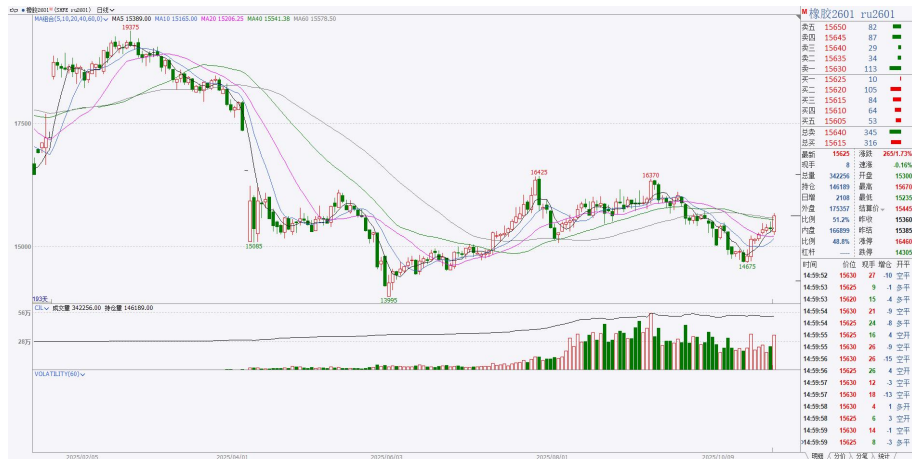 橡胶2601 (SHFE ru2601) 日线
MA组合(5,10,20,40,60,0) MA5 15389.00 MA10 15165.00 MA20 15206.25 MA40 15541.38 MA60 15578.50
19375
17500
16425
16370
15085
15000
14675
13995
193天
CJL 成交量 342256.00 持仓量 146189.00
56万
28万
VOLATILITY(60)
2025/02/05 2025/04/01 2025/06/03 2025/08/01 2025/10/09
M 橡胶2601 ru2601
卖五 15650 82
卖四 15645 87
卖三 15640 29
卖二 15635 34
卖一 15630 113
买一 15625 10
买二 15620 105
买三 15615 84
买四 15610 64
买五 15605 53
总卖 15640 345
总买 15615 316
最新 15625 涨跌 265/1.73%
现手 8 速涨 -0.16%
总量 342256 开盘 15300
持仓 146189 最高 15670
日增 2108 最低 15235
外盘 175357 结算价 15445
比例 51.2% 昨收 15360
内盘 166899 昨结 15385
比例 48.8% 涨停 16460
杠杆 —— 跌停 14305
时间 价位 现手 增仓 开平
14:59:52 15630 27 -10 空平
14:59:53 15625 9 -1 多平
14:59:53 15620 15 -4 多平
14:59:54 15630 21 -9 空平
14:59:54 15625 24 -8 多平
14:59:55 15625 16 4 空开
14:59:55 15630 26 -9 空平
14:59:56 15630 26 -15 空平
14:59:56 15625 26 4 空开
14:59:57 15630 12 -3 空平
14:59:57 15630 18 -13 空平
14:59:58 15630 4 1 多开
14:59:58 15625 6 3 空开
14:59:59 15630 14 -1 空平
14:59:59 15625 8 -3 多平
明细 分价 分笔 统计